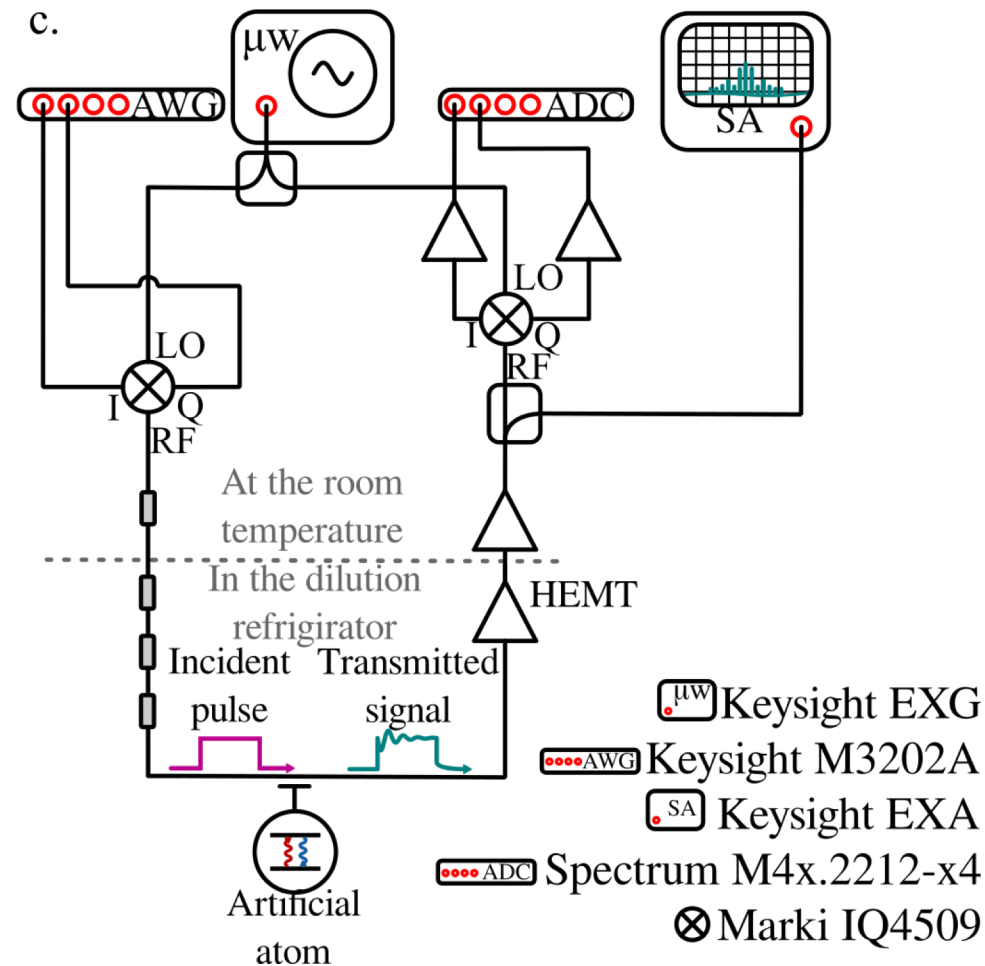 c.
μw
AWG
ADC
SA
LO
I
Q
RF
LO
I
Q
RF
At the room
temperature
In the dilution
refrigirator
HEMT
Incident
pulse
Transmitted
signal
Artificial
atom
μw Keysight EXG
AWG Keysight M3202A
SA Keysight EXA
ADC Spectrum M4x.2212-x4
Marki IQ4509